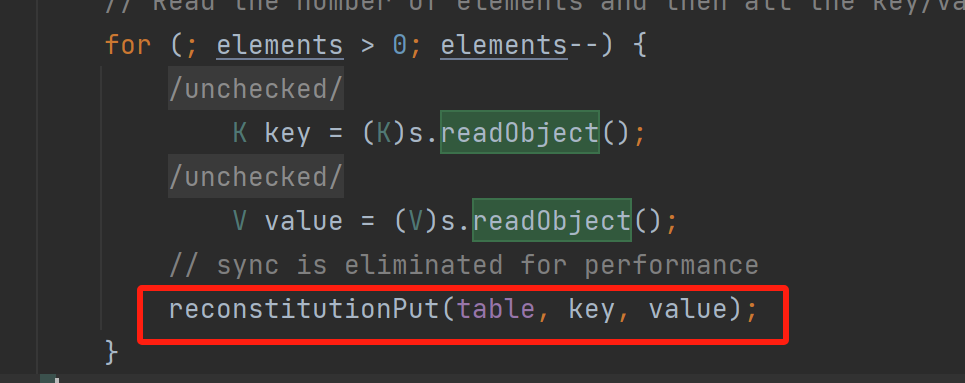 // Read the number of elements and then all the key/va
for (; elements > 0; elements--) {
/unchecked/
K key = (K)s.readObject();
/unchecked/
V value = (V)s.readObject();
// sync is eliminated for performance
reconstitutionPut(table, key, value);
}